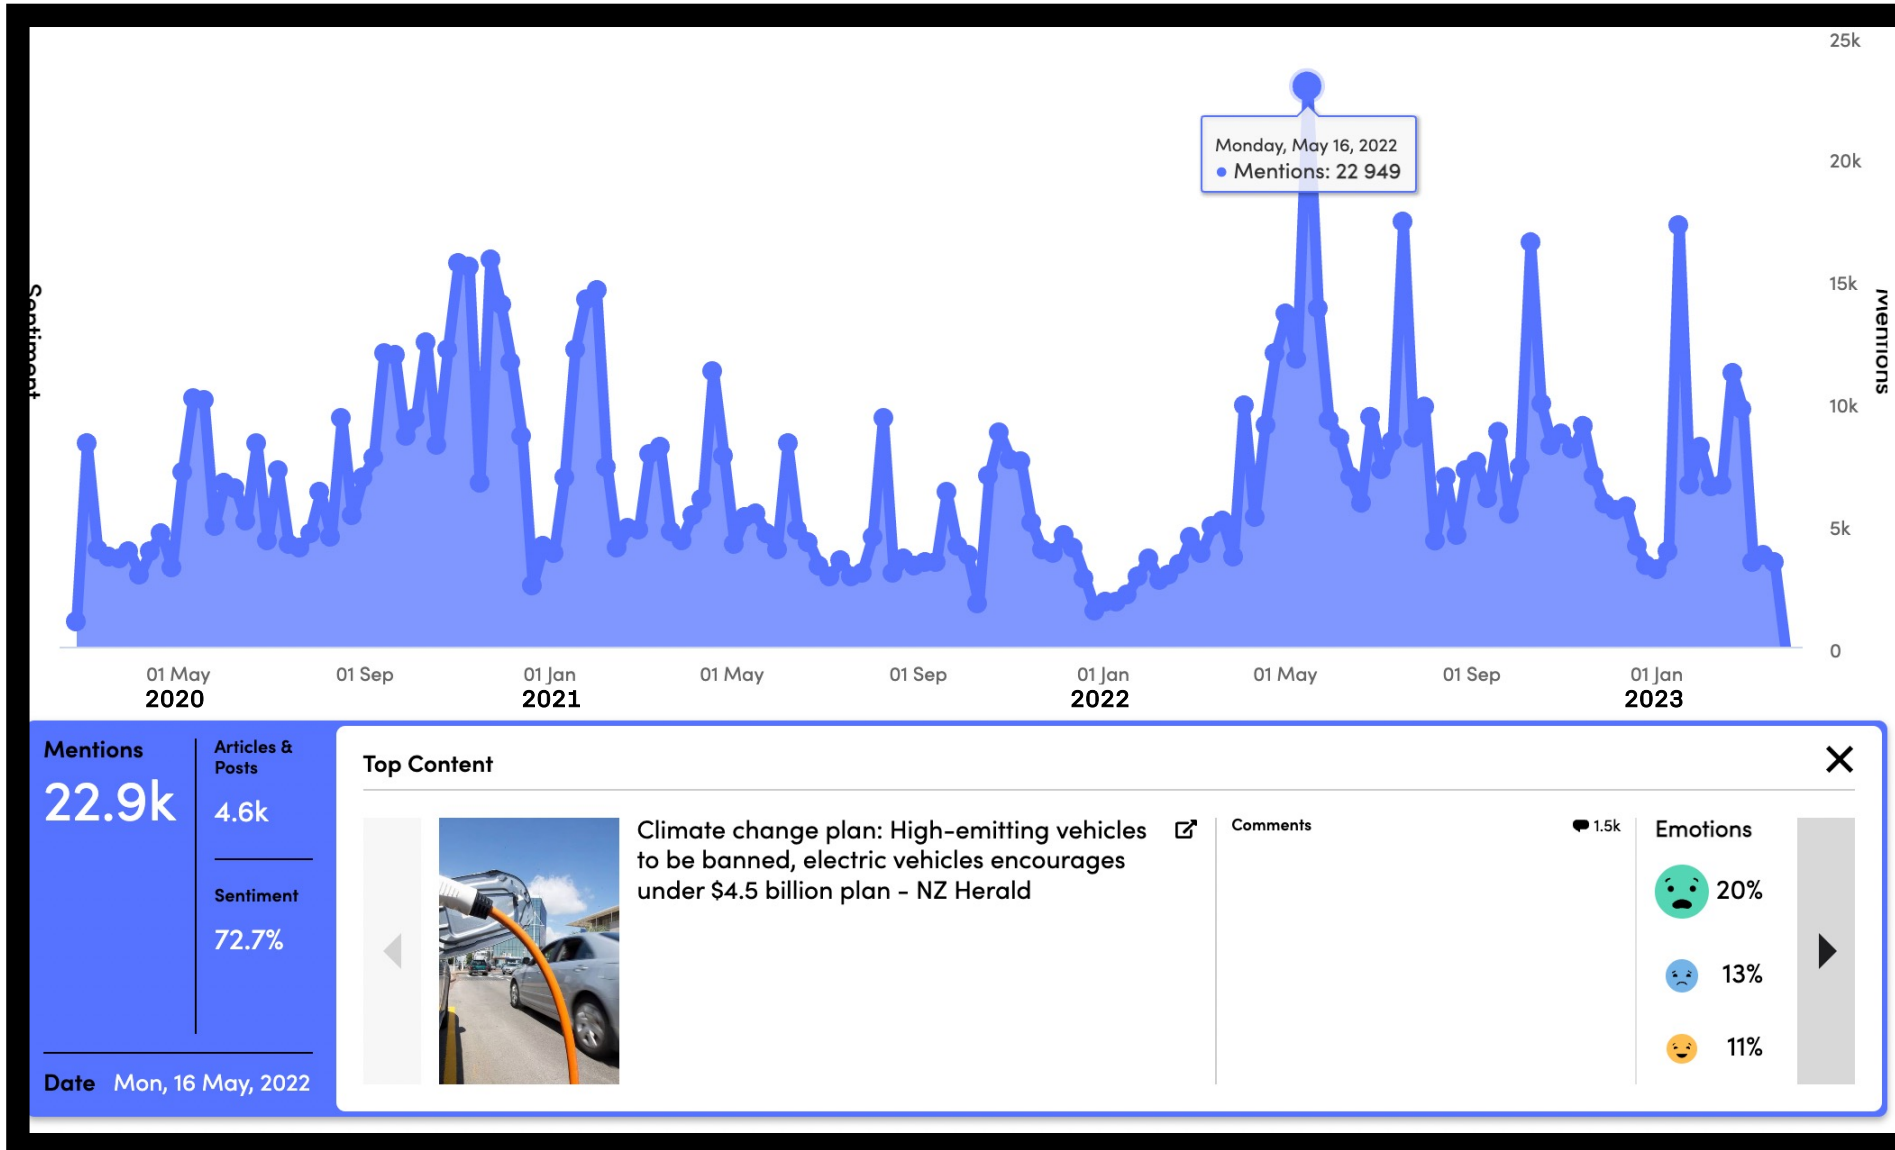 25k
20k
15k
10k
5k
0
Sentiment
Mentions
Monday, May 16, 2022
Mentions: 22 949
01 May
2020
01 Sep
01 Jan
2021
01 May
01 Sep
01 Jan
2022
01 May
01 Sep
01 Jan
2023
Mentions
22.9k
Articles &
Posts
4.6k
Sentiment
72.7%
Date Mon, 16 May, 2022
Top Content
Climate change plan: High-emitting vehicles
to be banned, electric vehicles encourages
under $4.5 billion plan - NZ Herald
Comments
1.5k
Emotions
20%
13%
11%